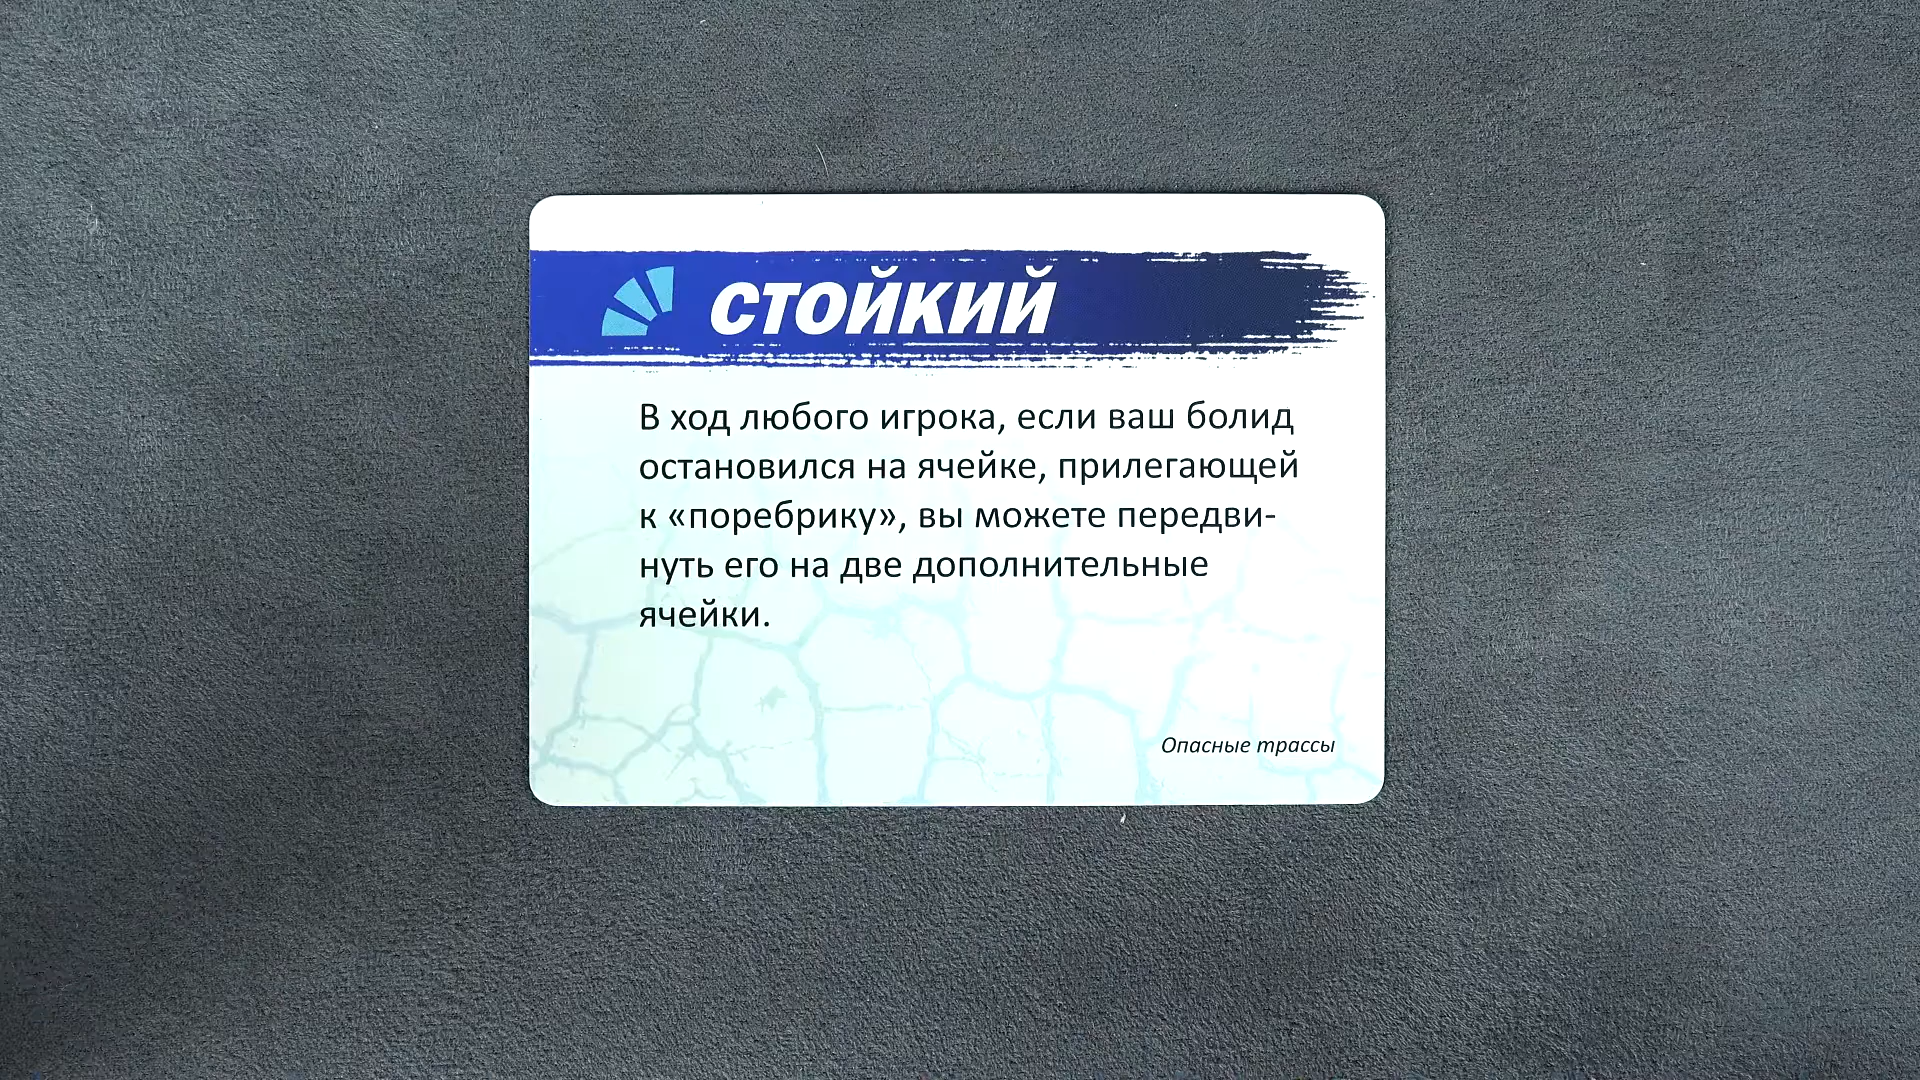 СТОЙКИЙ
В ход любого игрока, если ваш болид
остановился на ячейке, прилегающей
к «поребрику», вы можете передви-
нуть его на две дополнительные
ячейки.
Опасные трассы